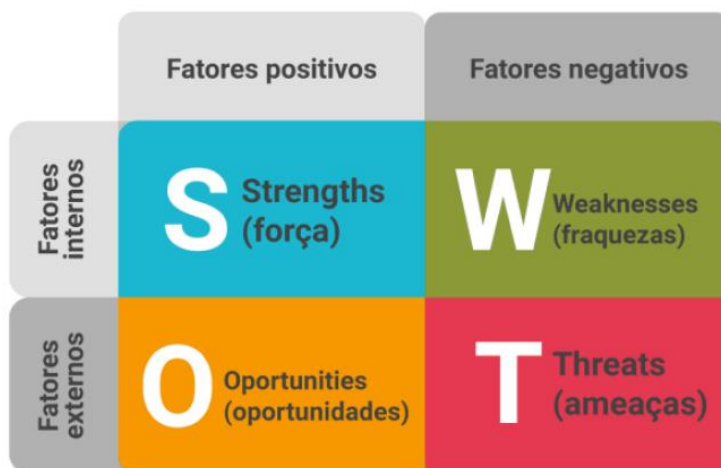 Fatores positivos
Fatores negativos
Fatores
internos
S
Strengths
(força)
W
Weaknesses
(fraquezas)
Fatores
externos
O
Oportunities
(oportunidades)
T
Threats
(ameaças)